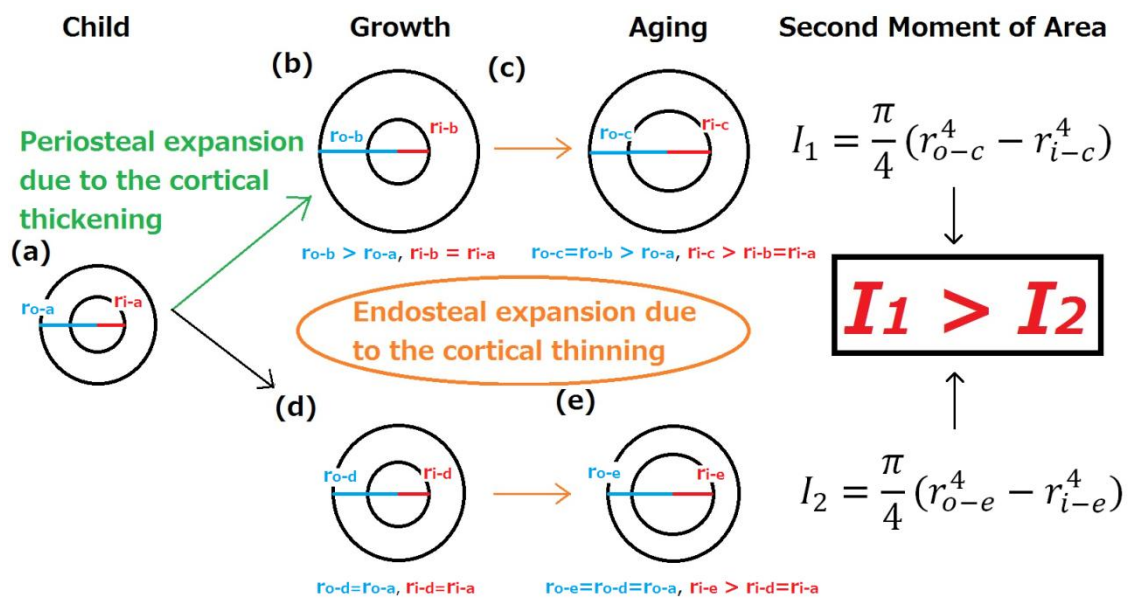 Child Growth Aging Second Moment of Area
(b) (c)
Periosteal expansion
due to the cortical
thickening
ro-b ri-b ro-c ri-c
I₁ = π/4 (r⁴ₒ₋c − r⁴ᵢ₋c)
ro-b > ro-a, ri-b = ri-a ro-c=ro-b > ro-a, ri-c > ri-b=ri-a
(a)
ro-a ri-a
Endosteal expansion due
to the cortical thinning
I1 > I2
(d) (e)
ro-d ri-d ro-e ri-e
I₂ = π/4 (r⁴ₒ₋e − r⁴ᵢ₋e)
ro-d=ro-a, ri-d=ri-a ro-e=ro-d=ro-a, ri-e > ri-d=ri-a